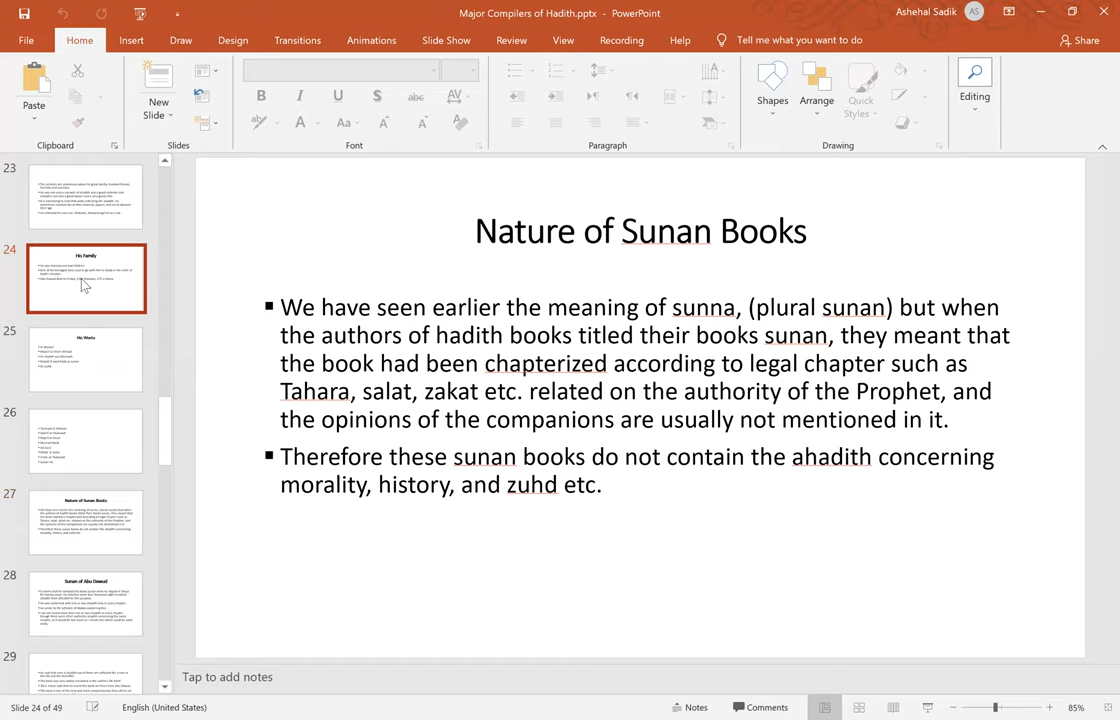 Major Compilers of Hadith.pptx - PowerPoint
Ashehal Sadik AS
File Home Insert Draw Design Transitions Animations Slide Show Review View Recording Help Tell me what you want to do Share
Paste
New
Slide
Shapes Arrange Quick
Styles
Editing
Clipboard Slides Font Paragraph Drawing
23
24
His Family
25
His Works
26
27
Nature of Sunan Books
28
Sunan of Abu Dawud
29
Nature of Sunan Books
▪ We have seen earlier the meaning of sunna, (plural sunan) but when
the authors of hadith books titled their books sunan, they meant that
the book had been chapterized according to legal chapter such as
Tahara, salat, zakat etc. related on the authority of the Prophet, and
the opinions of the companions are usually not mentioned in it.
▪ Therefore these sunan books do not contain the ahadith concerning
morality, history, and zuhd etc.
Tap to add notes
Slide 24 of 49 English (United States) Notes Comments 85%